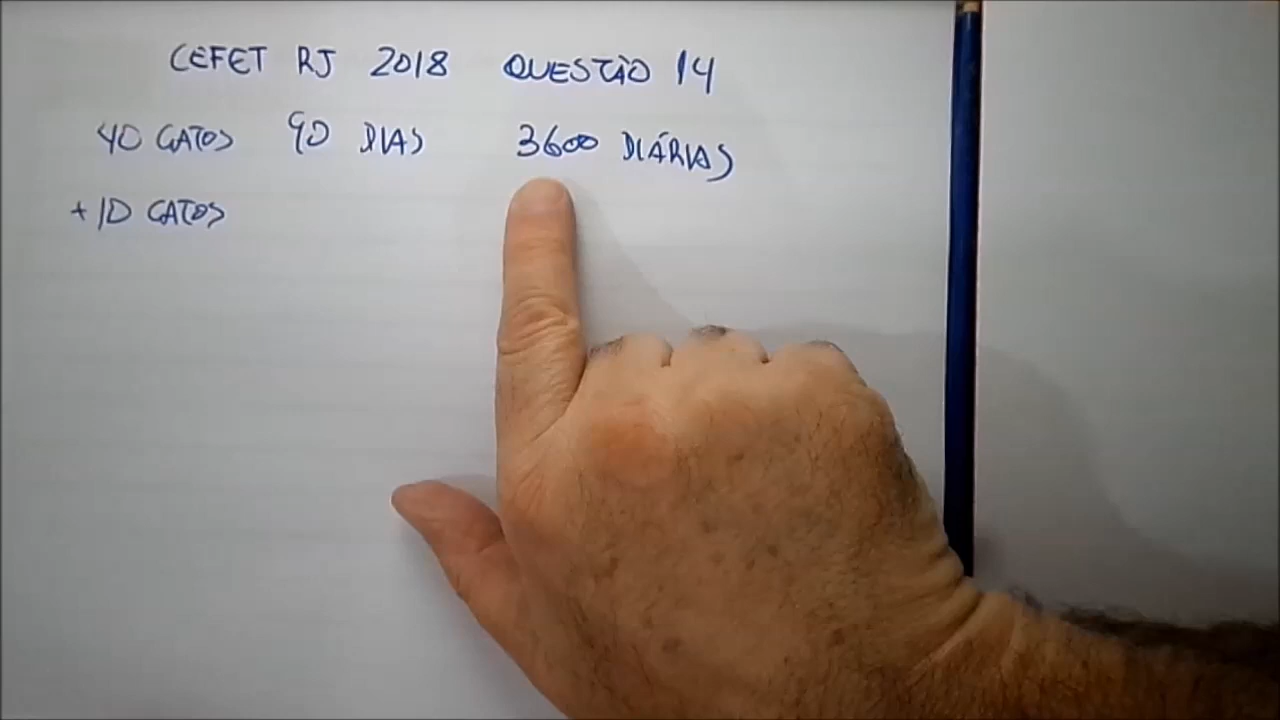 CEFET RJ 2018 QUESTÃO 14
40 GATOS 90 DIAS 3600 DIÁRIAS
+ 10 GATOS